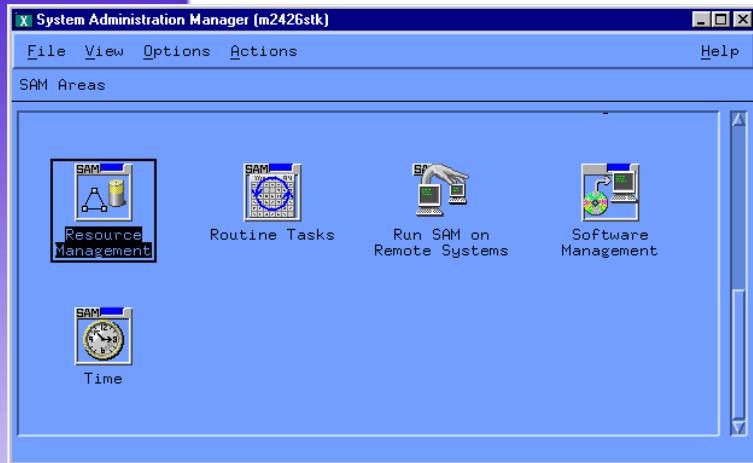 System Administration Manager (m2426stk)
File View Options Actions Help
SAM Areas
SAM
SAM
SA
Resource Management
Routine Tasks
Run SAM on Remote Systems
Software Management
SAM
Time